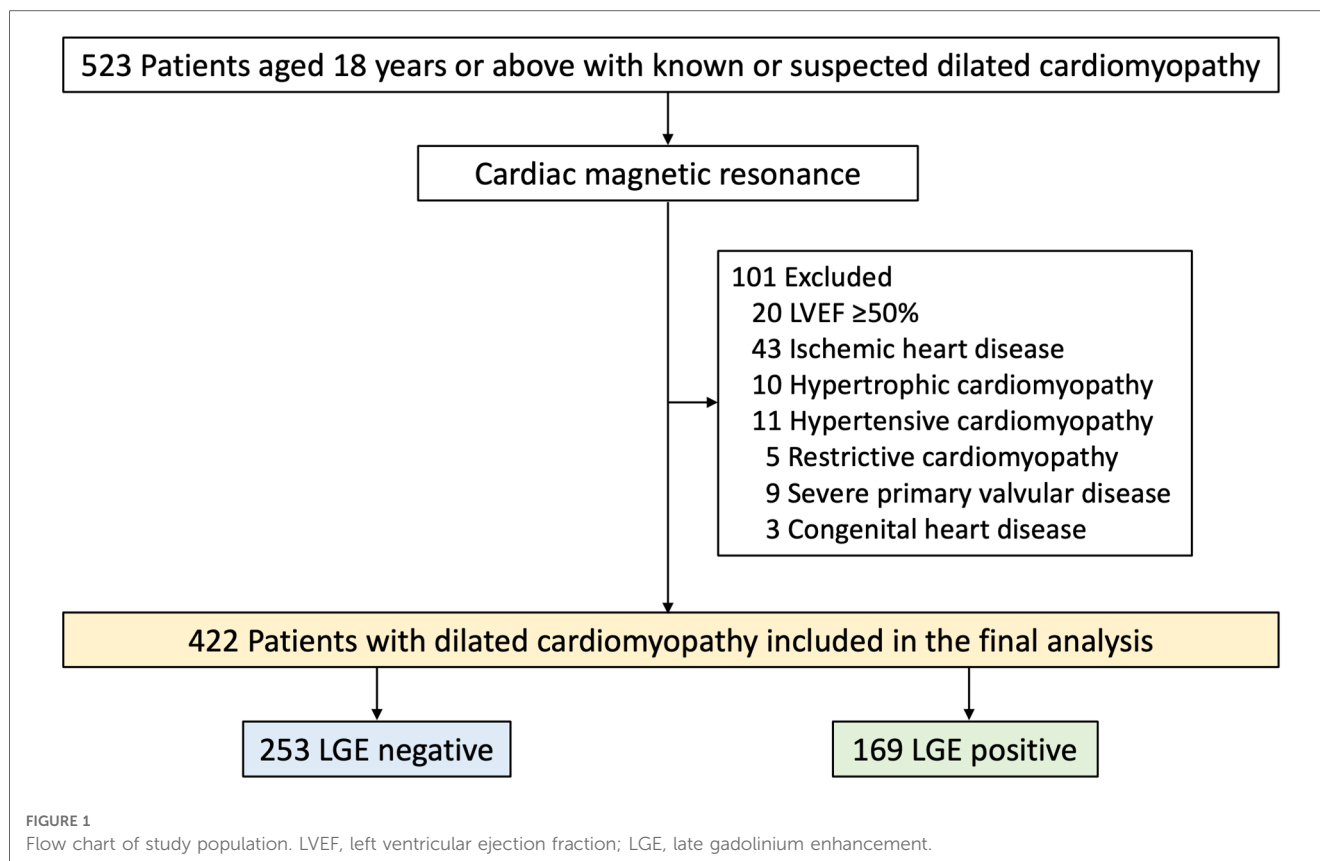 523 Patients aged 18 years or above with known or suspected dilated cardiomyopathy
Cardiac magnetic resonance
101 Excluded
20 LVEF ≥50%
43 Ischemic heart disease
10 Hypertrophic cardiomyopathy
11 Hypertensive cardiomyopathy
5 Restrictive cardiomyopathy
9 Severe primary valvular disease
3 Congenital heart disease
422 Patients with dilated cardiomyopathy included in the final analysis
253 LGE negative
169 LGE positive
FIGURE 1
Flow chart of study population. LVEF, left ventricular ejection fraction; LGE, late gadolinium enhancement.